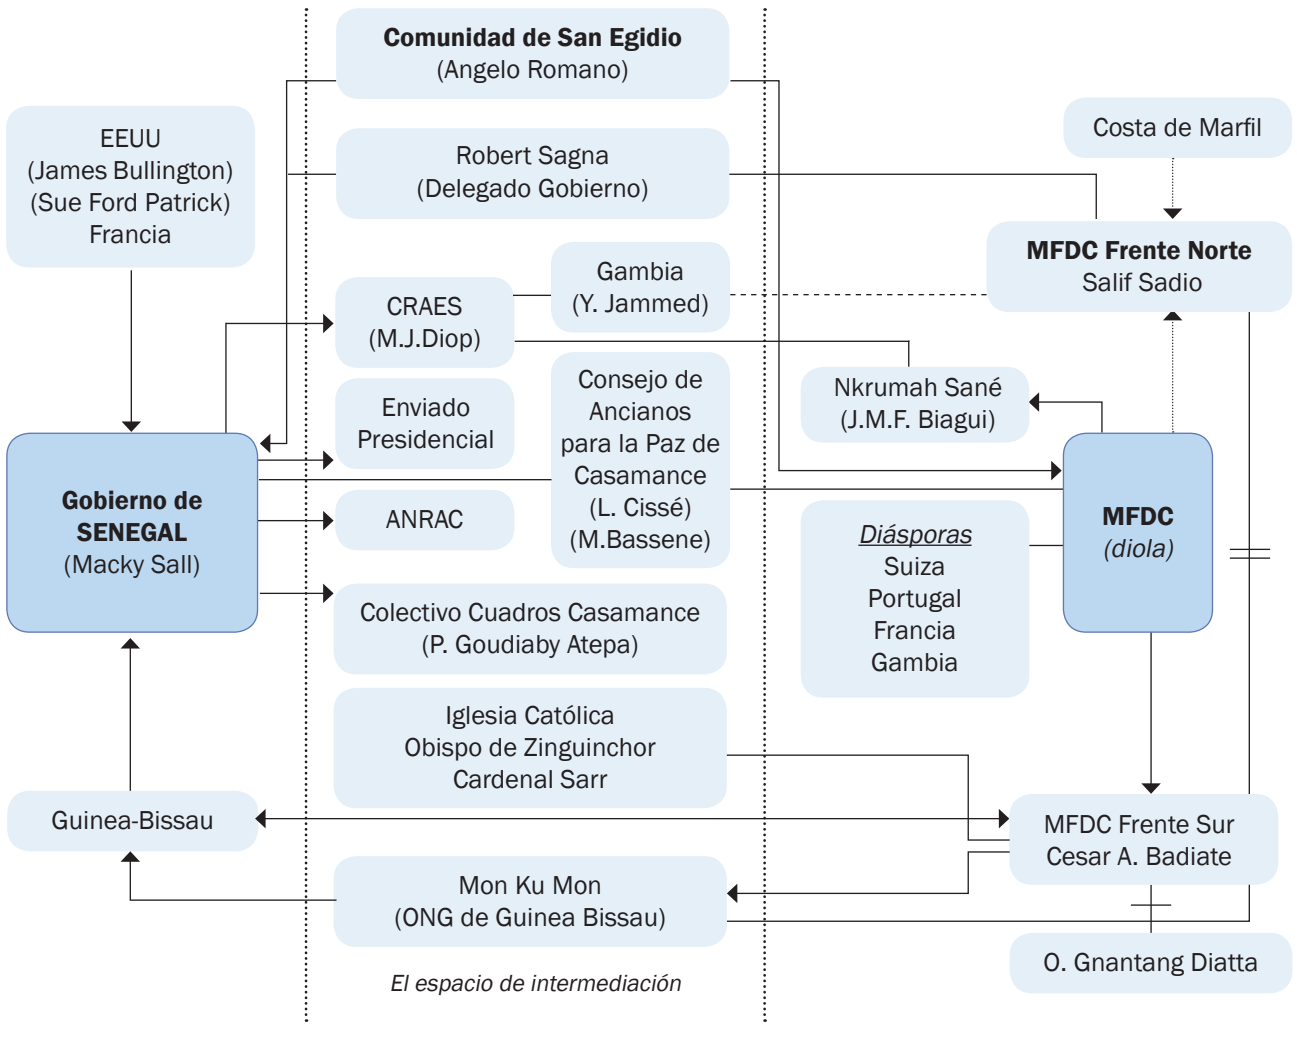 Comunidad de San Egidio
(Angelo Romano)
EEUU
(James Bullington)
(Sue Ford Patrick)
Francia
Robert Sagna
(Delegado Gobierno)
Costa de Marfil
MFDC Frente Norte
Salif Sadio
Gambia
(Y. Jammed)
CRAES
(M.J.Diop)
Enviado
Presidencial
Consejo de
Ancianos
para la Paz de
Casamance
(L. Cissé)
(M.Bassene)
Nkrumah Sané
(J.M.F. Biagui)
Gobierno de
SENEGAL
(Macky Sall)
ANRAC
MFDC
(diola)
Diásporas
Suiza
Portugal
Francia
Gambia
Colectivo Cuadros Casamance
(P. Goudiaby Atepa)
Iglesia Católica
Obispo de Zinguinchor
Cardenal Sarr
Guinea-Bissau
MFDC Frente Sur
Cesar A. Badiate
Mon Ku Mon
(ONG de Guinea Bissau)
O. Gnantang Diatta
El espacio de intermediación